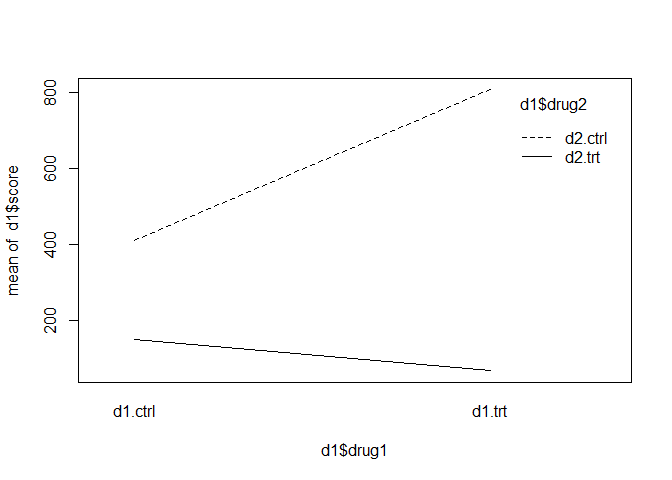 mean of  d1$score
800
600
400
200
d1$drug2
d2.ctrl
d2.trt
d1.ctrl
d1.trt
d1$drug1